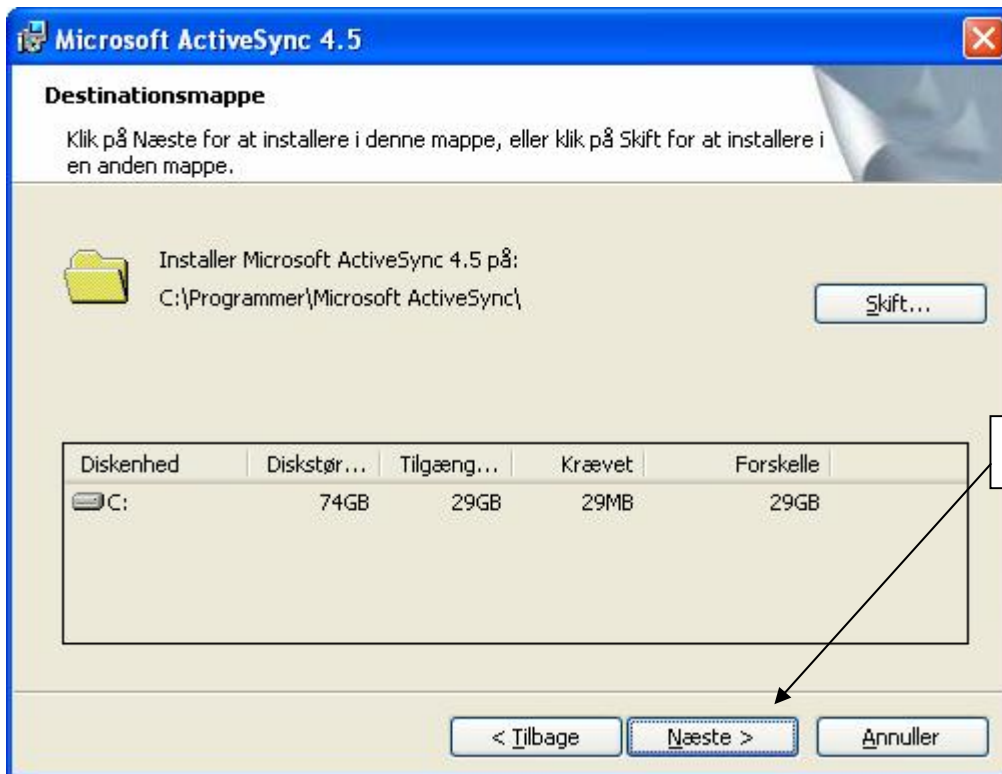 Microsoft ActiveSync 4.5
Destinationsmappe
Klik på Næste for at installere i denne mappe, eller klik på Skift for at installere i
en anden mappe.
Installer Microsoft ActiveSync 4.5 på:
C:\Programmer\Microsoft ActiveSync\
Skift...
Diskenhed Diskstør... Tilgæng... Krævet Forskelle
C: 74GB 29GB 29MB 29GB
< Tilbage Næste > Annuller